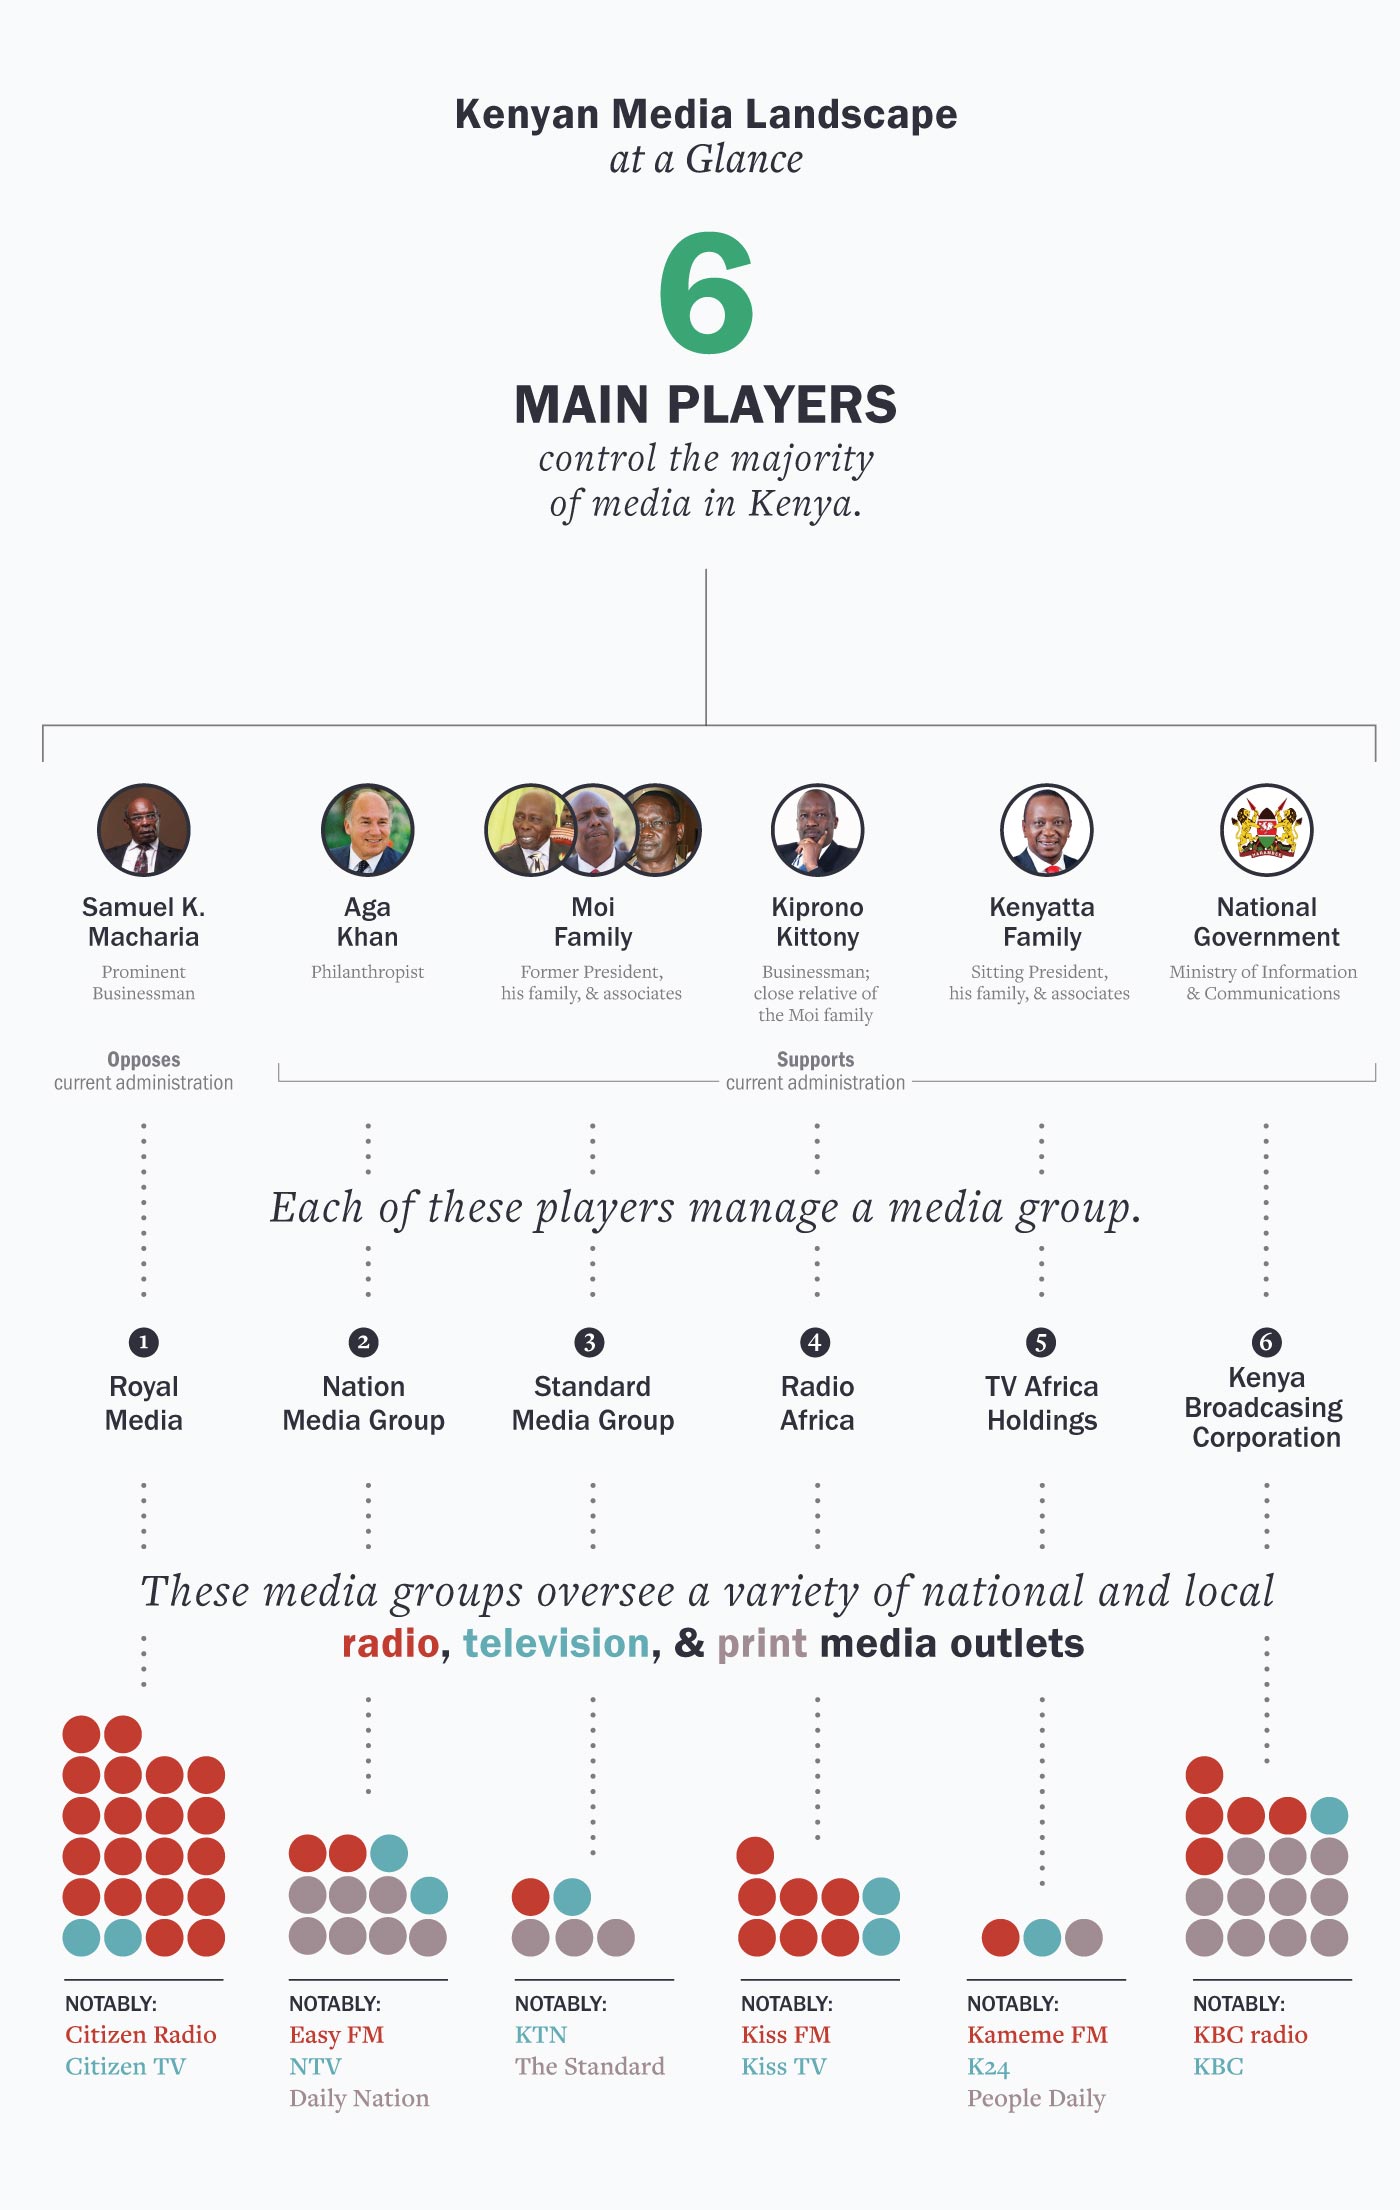 Kenyan Media Landscape
at a Glance
6
MAIN PLAYERS
control the majority
of media in Kenya.
Samuel K.
Macharia
Prominent
Businessman
Aga
Khan
Philanthropist
Moi
Family
Former President,
his family, & associates
Kiprono
Kittony
Businessman;
close relative of
the Moi family
Kenyatta
Family
Sitting President,
his family, & associates
National
Government
Ministry of Information
& Communications
Opposes
current administration
Supports
current administration
Each of these players manage a media group.
1
Royal
Media
2
Nation
Media Group
3
Standard
Media Group
4
Radio
Africa
5
TV Africa
Holdings
6
Kenya
Broadcasing
Corporation
These media groups oversee a variety of national and local
radio, television, & print media outlets
NOTABLY:
Citizen Radio
Citizen TV
NOTABLY:
Easy FM
NTV
Daily Nation
NOTABLY:
KTN
The Standard
NOTABLY:
Kiss FM
Kiss TV
NOTABLY:
Kameme FM
K24
People Daily
NOTABLY:
KBC radio
KBC